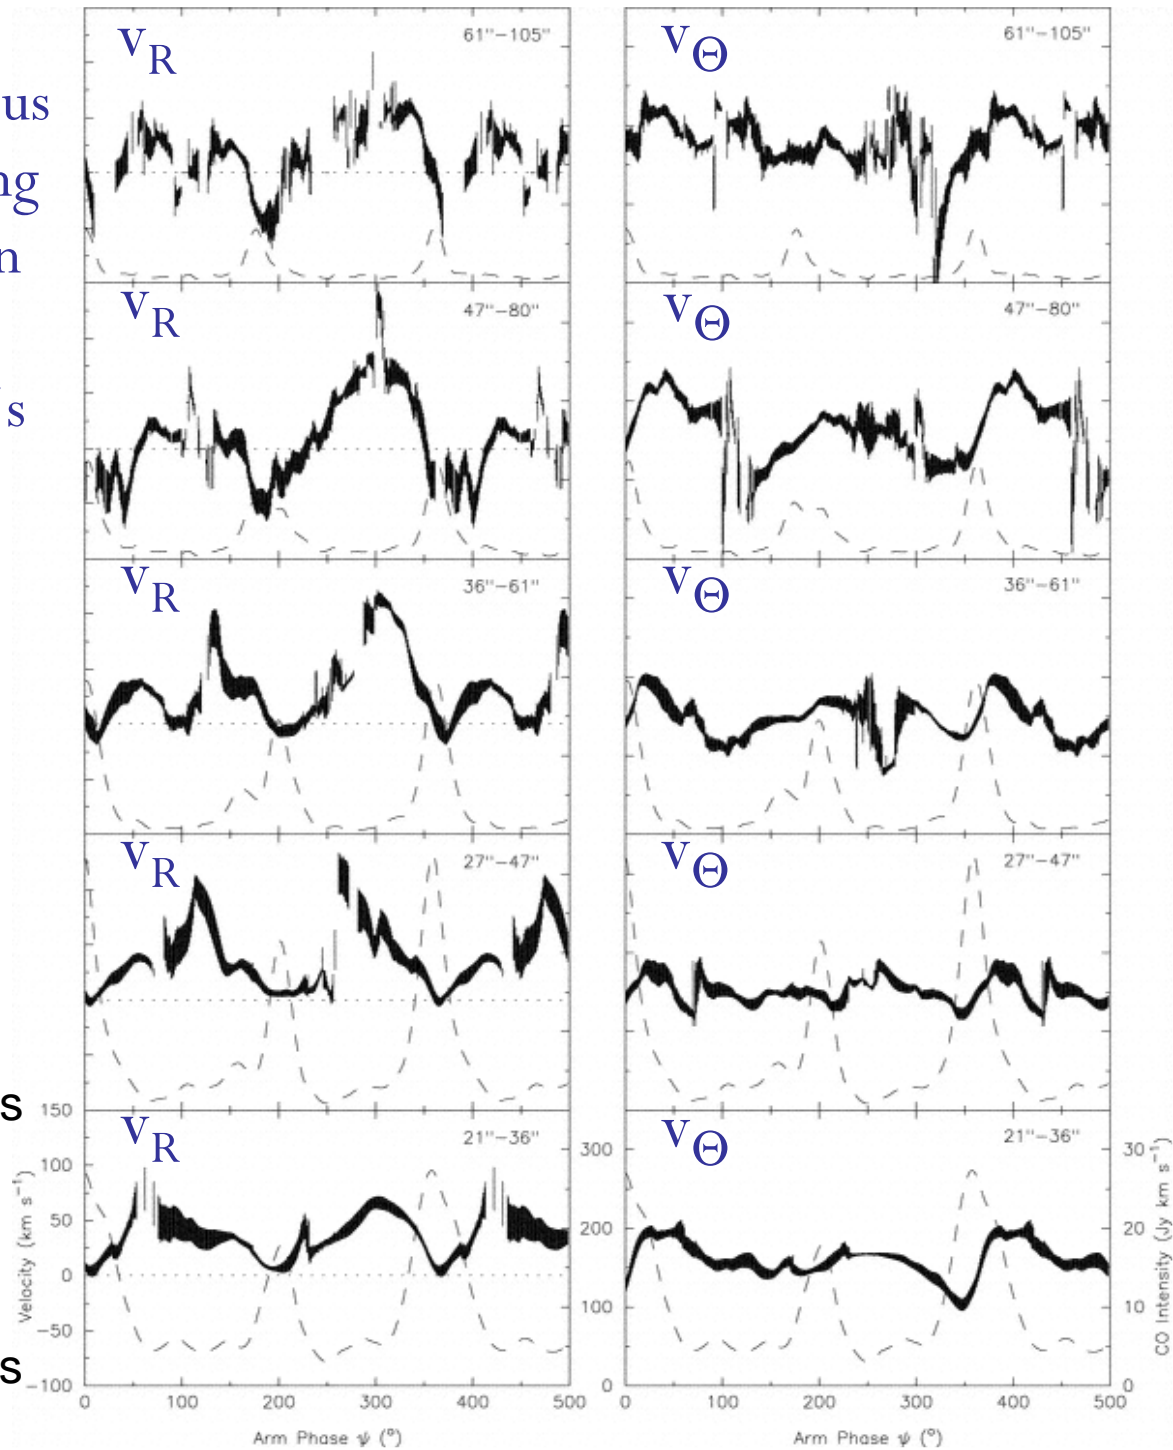 v_R 61"-105" v_Θ 61"-105"
us
ng
n
v_R 47"-80" v_Θ 47"-80"
's
v_R 36"-61" v_Θ 36"-61"
v_R 27"-47" v_Θ 27"-47"
s
v_R 21"-36" v_Θ 21"-36"
150
100
50
0
-50
-100
Velocity (km s⁻¹)
s
300
200
100
0
30
20
10
0
CO Intensity (Jy km s⁻¹)
0 100 200 300 400 500 0 100 200 300 400 500
Arm Phase ψ (°) Arm Phase ψ (°)